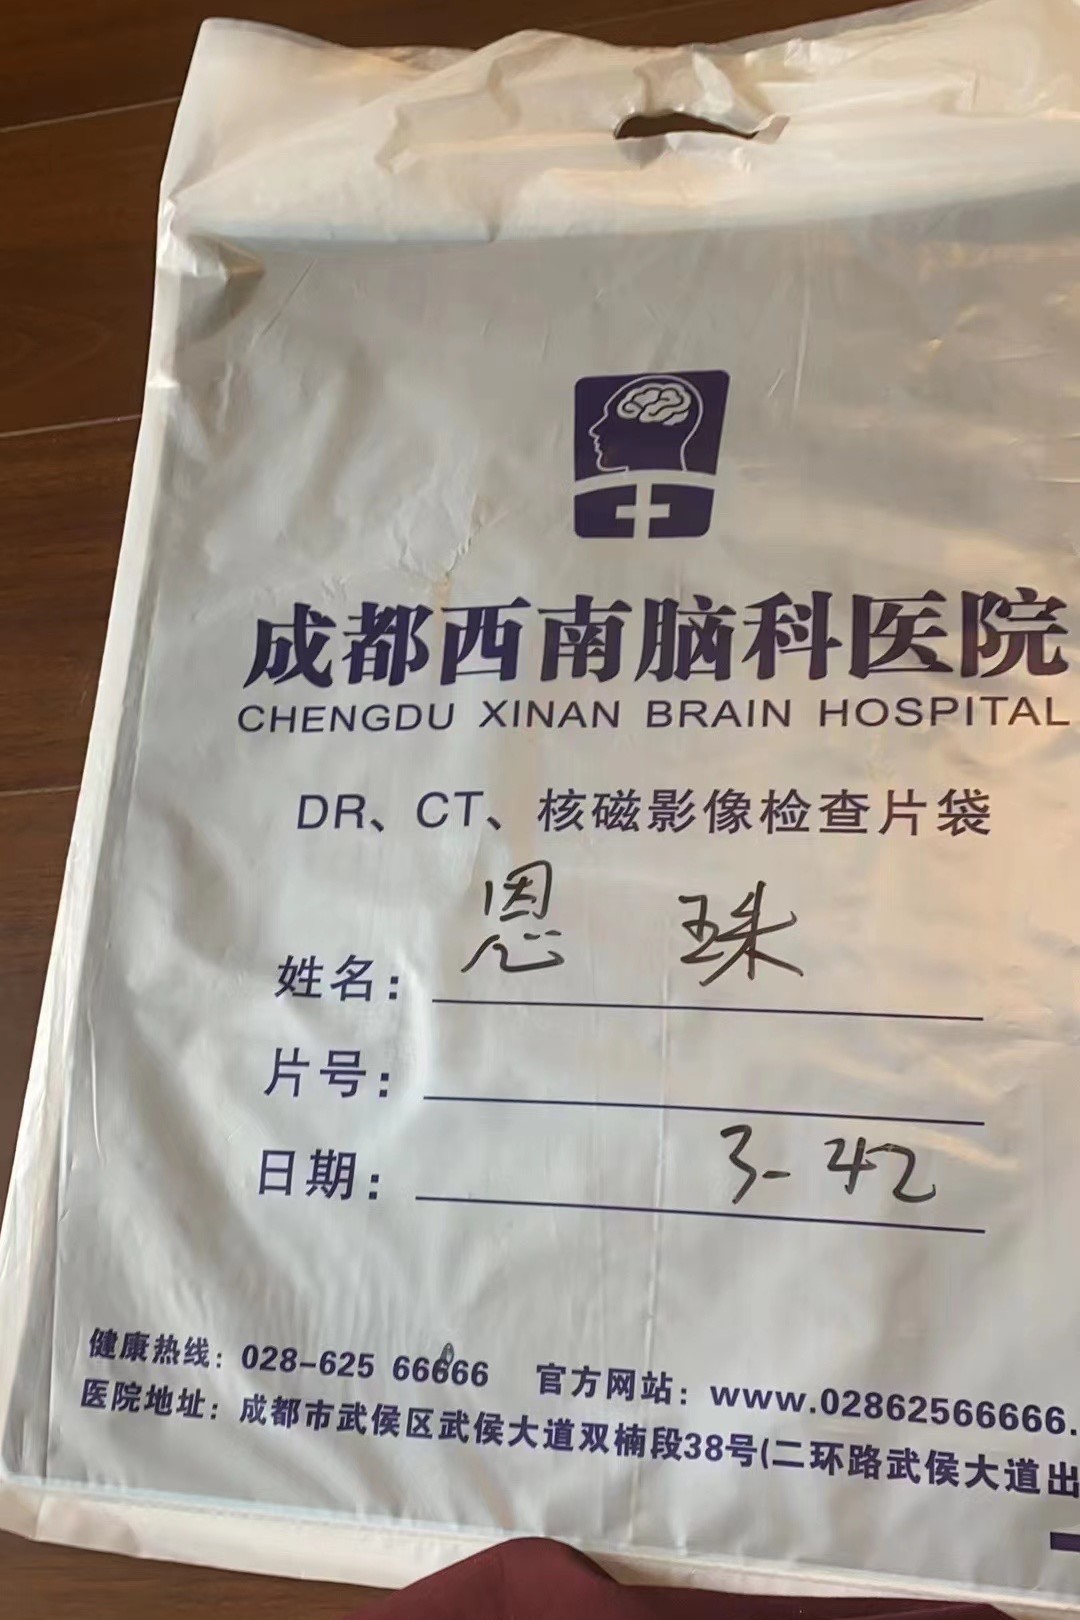 成都西南脑科医院
CHENGDU XINAN BRAIN HOSPITAL
DR、CT、核磁影像检查片袋
姓名：恩 珠
片号：
日期：3-42
健康热线：028-625 66666 官方网站：www.02862566666.
医院地址：成都市武侯区武侯大道双楠段38号(二环路武侯大道出